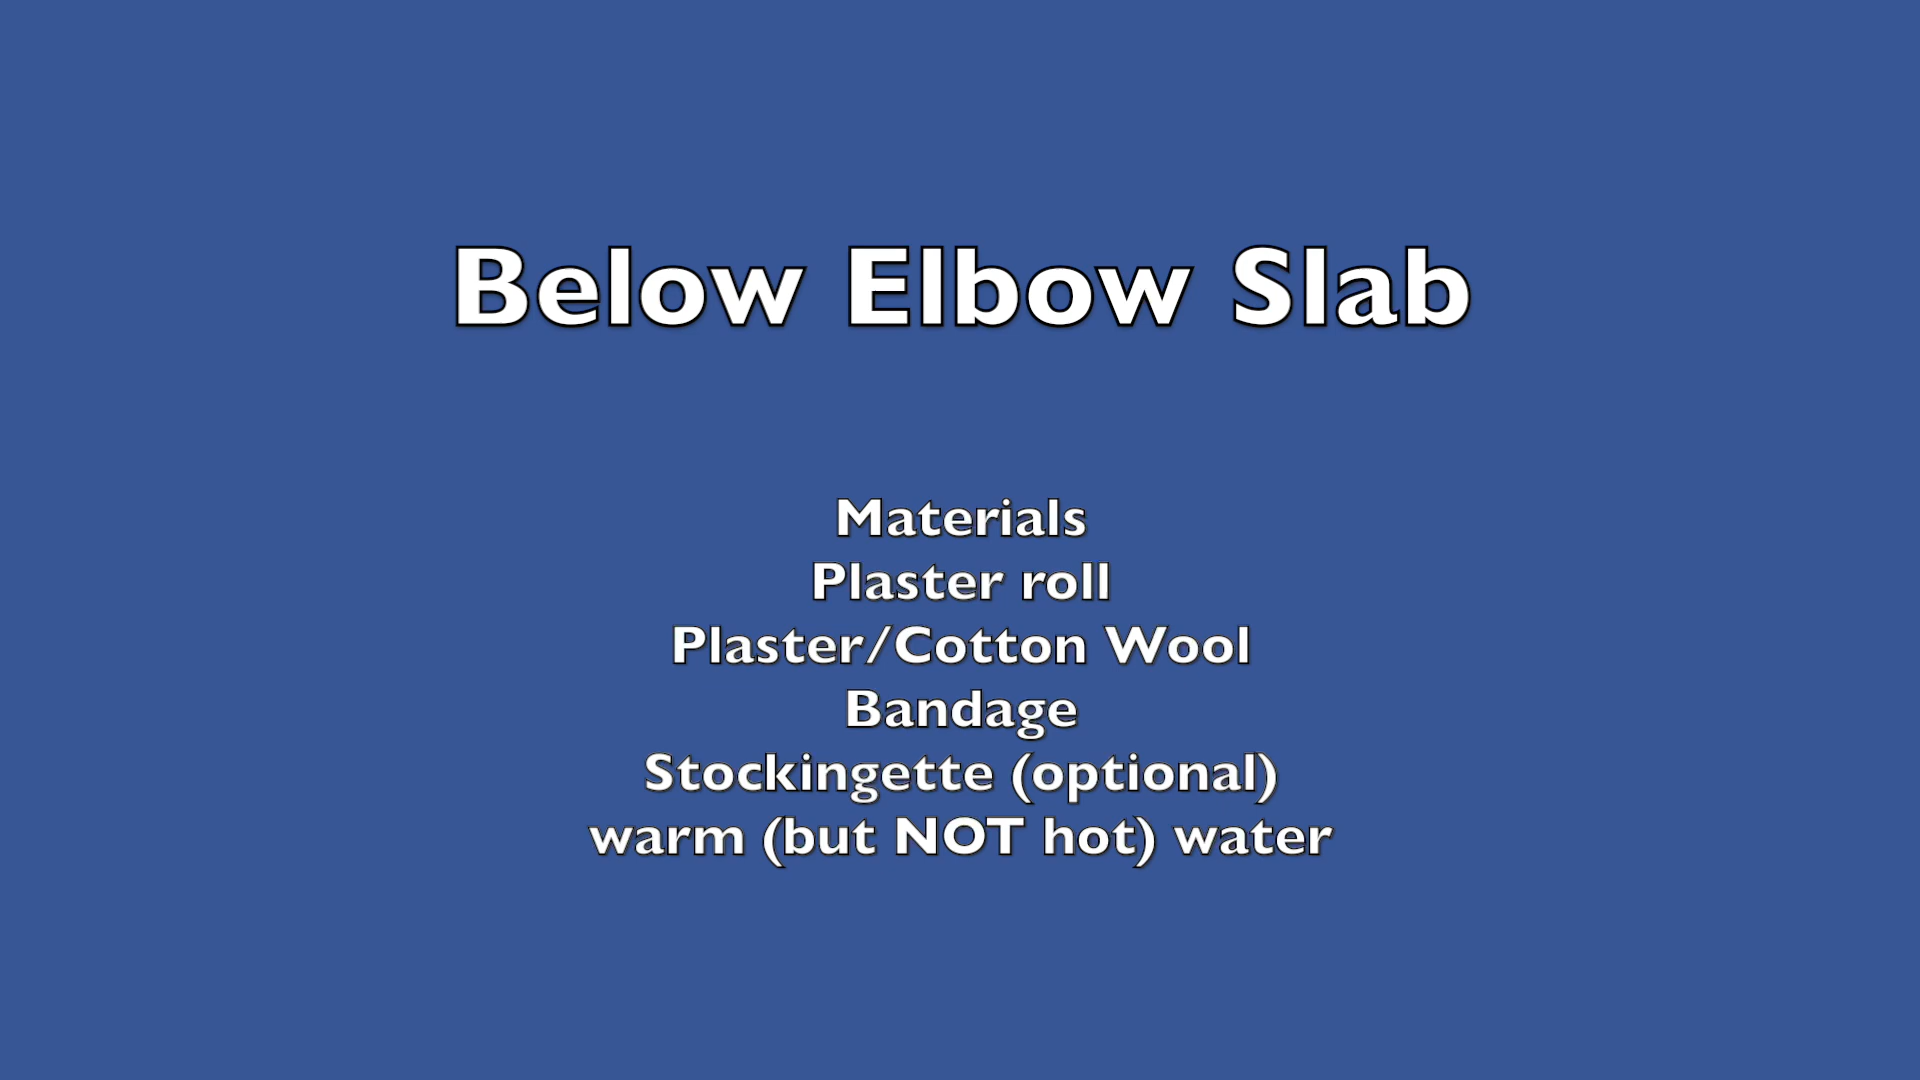 Below Elbow Slab
Materials
Plaster roll
Plaster/Cotton Wool
Bandage
Stockingette (optional)
warm (but NOT hot) water